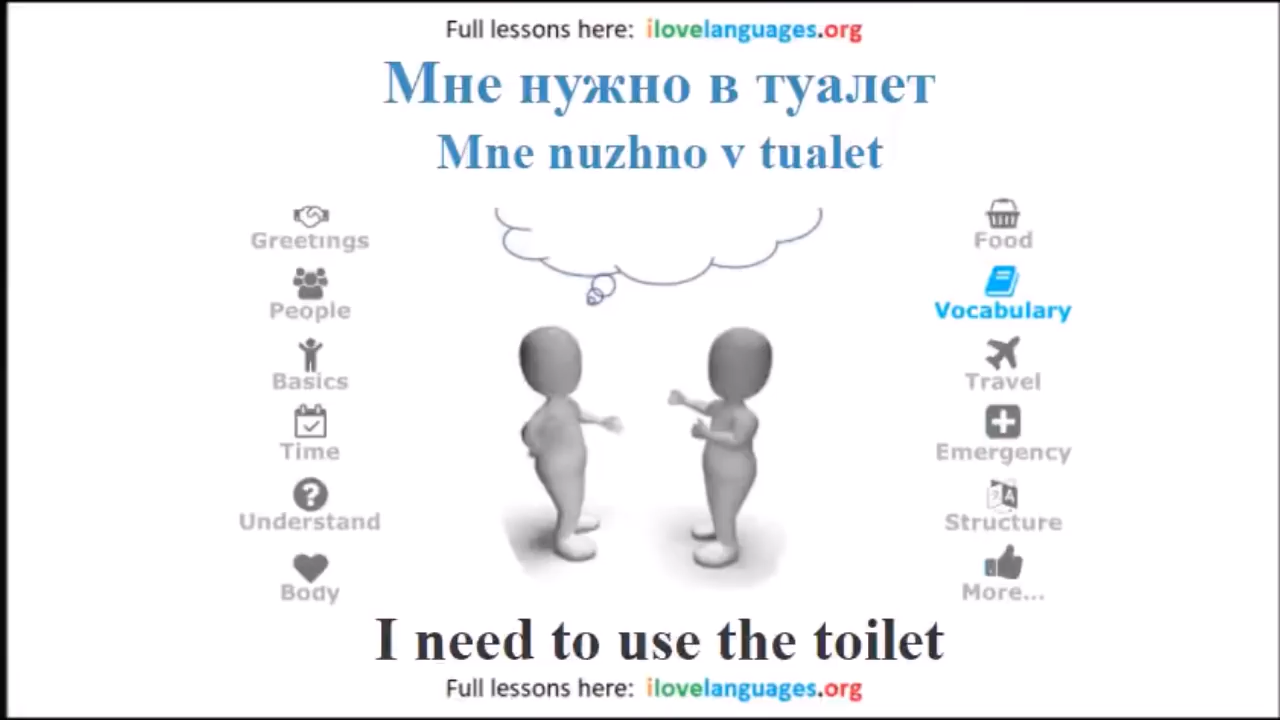 Full lessons here: ilovelanguages.org
Мне нужно в туалет
Mne nuzhno v tualet
Greetings
People
Basics
Time
Understand
Body
Food
Vocabulary
Travel
Emergency
Structure
More...
I need to use the toilet
Full lessons here: ilovelanguages.org